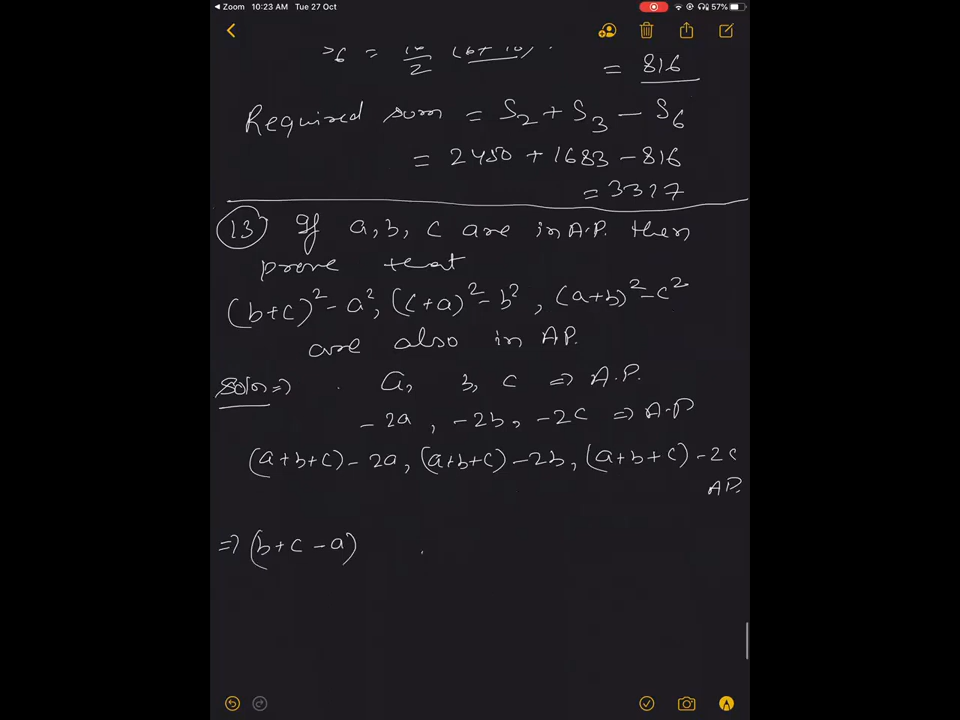 Zoom 10:23 AM Tue 27 Oct 57%
= 816
Required sum = S₂ + S₃ − S₆
= 2450 + 1683 − 816
= 3317
(13) If a, b, c are in A.P. then
prove that
(b+c)² − a², (c+a)² − b², (a+b)² − c²
are also in AP.
Soln ⇒ a, b, c ⇒ A.P.
− 2a, − 2b, − 2c ⇒ A.P
(a+b+c) − 2a, (a+b+c) − 2b, (a+b+c) − 2c
AP.
⇒ (b+c − a)